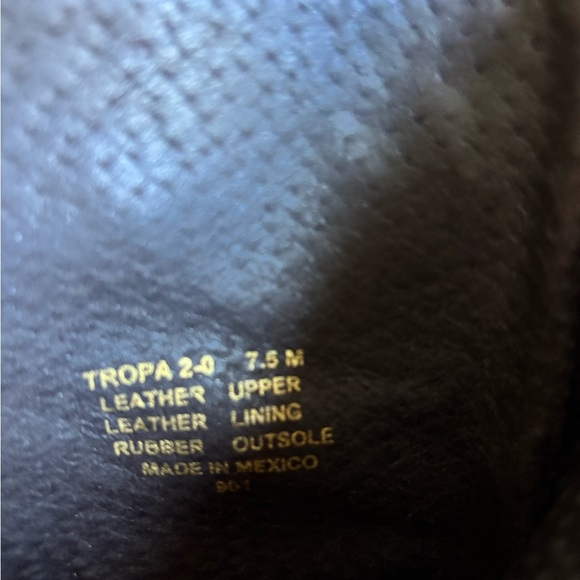 TROPA 2-0 7.5 M
LEATHER UPPER
LEATHER LINING
RUBBER OUTSOLE
MADE IN MEXICO